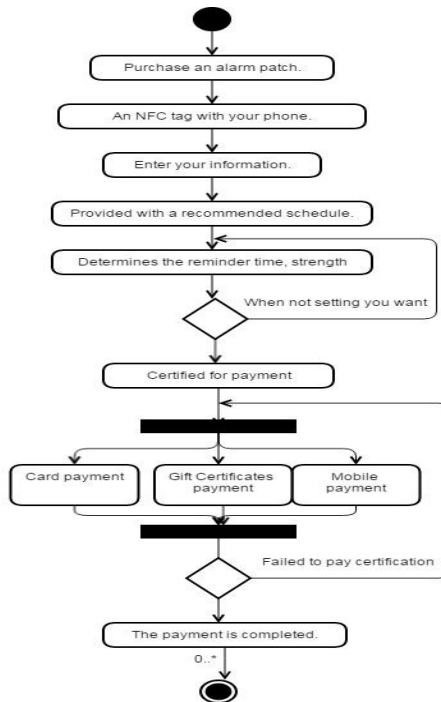 Purchase an alarm patch.
An NFC tag with your phone.
Enter your information.
Provided with a recommended schedule.
Determines the reminder time, strength
When not setting you want
Certified for payment
Card payment
Gift Certificates
payment
Mobile
payment
Failed to pay certification
The payment is completed.
0..*